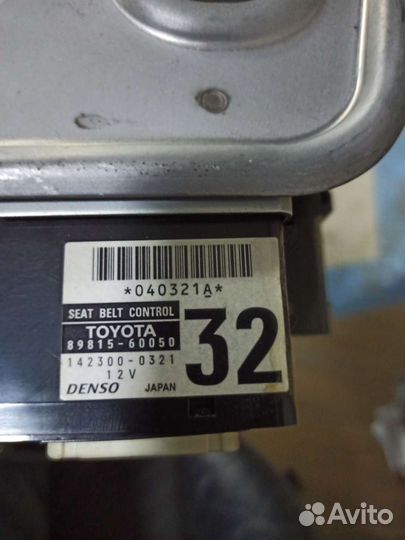 *040321A*
SEAT BELT CONTROL
TOYOTA
89815-60050
32
142300-0321
12V
DENSO JAPAN
Avito